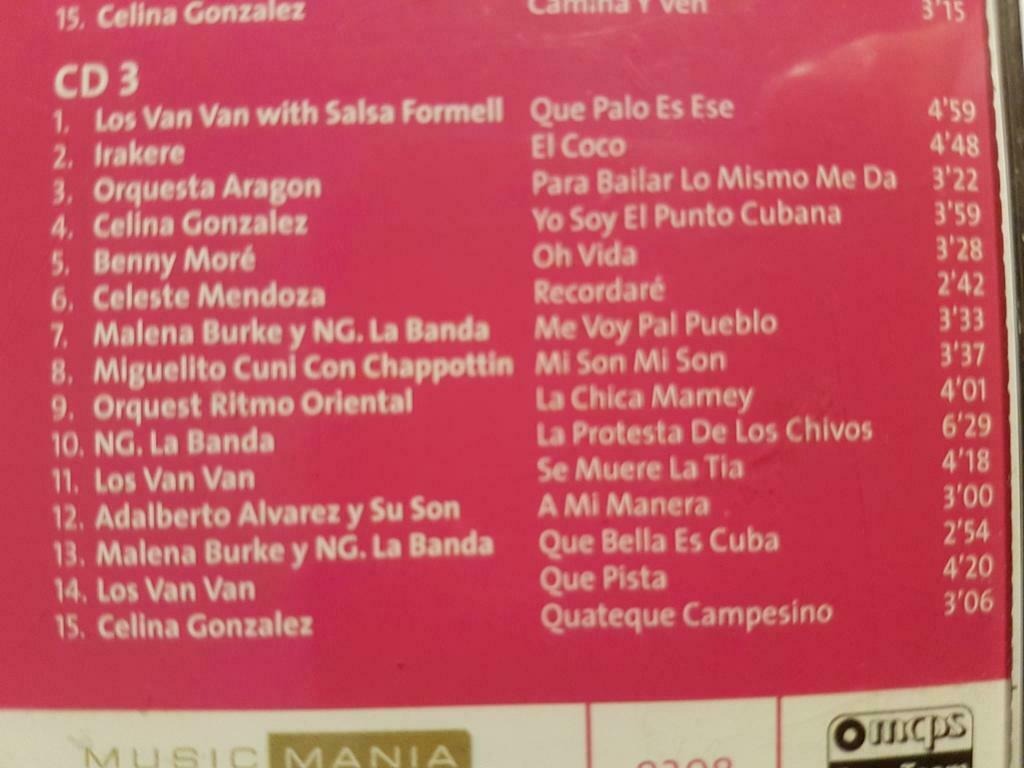 15. Celina Gonzalez Camina Y Ven 3'15
CD 3
1. Los Van Van with Salsa Formell Que Palo Es Ese 4'59
2. Irakere El Coco 4'48
3. Orquesta Aragon Para Bailar Lo Mismo Me Da 3'22
4. Celina Gonzalez Yo Soy El Punto Cubana 3'59
5. Benny Moré Oh Vida 3'28
6. Celeste Mendoza Recordaré 2'42
7. Malena Burke y NG. La Banda Me Voy Pal Pueblo 3'33
8. Miguelito Cuni Con Chappottin Mi Son Mi Son 3'37
9. Orquest Ritmo Oriental La Chica Mamey 4'01
10. NG. La Banda La Protesta De Los Chivos 6'29
11. Los Van Van Se Muere La Tia 4'18
12. Adalberto Alvarez y Su Son A Mi Manera 3'00
13. Malena Burke y NG. La Banda Que Bella Es Cuba 2'54
14. Los Van Van Que Pista 4'20
15. Celina Gonzalez Quateque Campesino 3'06
MUSIC MANIA mcps